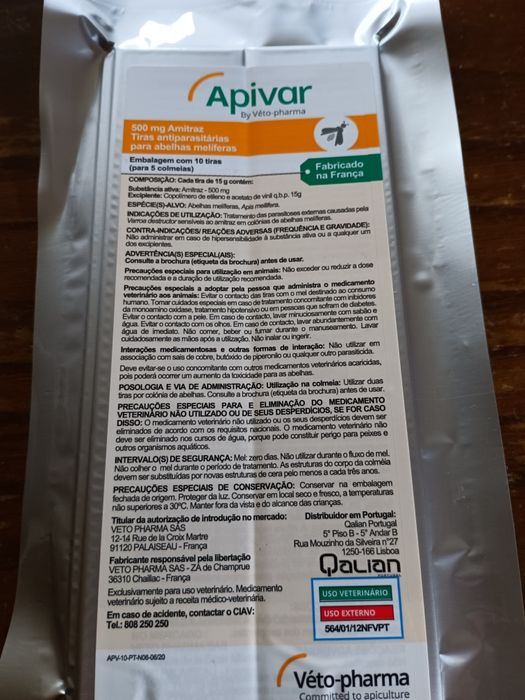 Apivar
By Véto-pharma
500 mg Amitraz
Tiras antiparasitárias
para abelhas melíferas
Embalagem com 10 tiras
(para 5 colmeias)
Fabricado
na França
COMPOSIÇÃO: Cada tira de 15 g contém:
Substância ativa: Amitraz - 500 mg
Excipiente: Copolímero de etileno e acetato de vinil q.b.p. 15g
ESPÉCIE(S)-ALVO: Abelhas melíferas, Apis mellifera.
INDICAÇÕES DE UTILIZAÇÃO: Tratamento das parasitoses externas causadas pela
Varroa destructor sensíveis ao amitraz em colónias de abelhas melíferas.
CONTRA-INDICAÇÕES/ REAÇÕES ADVERSAS (FREQUÊNCIA E GRAVIDADE):
Não administrar em caso de hipersensibilidade à substância ativa ou a qualquer um
dos excipientes.
ADVERTÊNCIA(S) ESPECIAL(AIS):
Consulte a brochura (etiqueta da brochura) antes de usar.
Precauções especiais para utilização em animais: Não exceder ou reduzir a dose
recomendada e a duração de utilização recomendada.
Precauções especiais a adoptar pela pessoa que administra o medicamento
veterinário aos animais: Evitar o contacto das tiras com o mel destinado ao consumo
humano. Tomar cuidados especiais em caso de tratamento concomitante com inibidores
da monoamino oxidase, tratamento hipotensivo ou em pessoas que sofram de diabetes.
Evitar o contacto com a pele. Em caso de contacto, lavar minuciosamente com sabão e
água. Evitar o contacto com os olhos. Em caso de contacto, lavar abundantemente com
água de imediato. Não comer, beber ou fumar durante o manuseamento. Lavar
cuidadosamente as mãos após a utilização. Não inalar ou ingerir.
Interações medicamentosas e outras formas de interação: Não utilizar em
associação com sais de cobre, butóxido de piperonilo ou qualquer outro parasiticida.
Deve evitar-se o uso concomitante com outros medicamentos veterinários acaricidas,
pois poderá ocorrer um aumento da toxicidade para as abelhas.
POSOLOGIA E VIA DE ADMINISTRAÇÃO: Utilização na colmeia: Utilizar duas
tiras por colónia de abelhas. Consulte a brochura (etiqueta da brochura) antes de usar.
PRECAUÇÕES ESPECIAIS PARA E ELIMINAÇÃO DO MEDICAMENTO
VETERINÁRIO NÃO UTILIZADO OU DE SEUS DESPERDÍCIOS, SE FOR CASO
DISSO: O medicamento veterinário não utilizado ou os seus desperdícios devem ser
eliminados de acordo com os requisitos nacionais. O medicamento veterinário não
deve ser eliminado nos cursos de água, porque pode constituir perigo para peixes e
outros organismos aquáticos.
INTERVALO(S) DE SEGURANÇA: Mel: zero dias. Não utilizar durante o fluxo de mel.
Não colher o mel durante o período de tratamento. As estruturas do corpo da colmeia
devem ser substituídas por novas estruturas de cera pelo menos a cada três anos.
PRECAUÇÕES ESPECIAIS DE CONSERVAÇÃO: Conservar na embalagem
fechada de origem. Proteger da luz. Conservar em local seco e fresco, a temperaturas
não superiores a 30ºC. Manter fora da vista e do alcance das crianças.
Titular da autorização de introdução no mercado:
VETO PHARMA SAS
12-14 Rue de la Croix Martre
91120 PALAISEAU - França
Fabricante responsável pela libertação
VETO PHARMA SAS - ZA de Champrue
36310 Chaillac - França
Exclusivamente para uso veterinário. Medicamento
veterinário sujeito a receita médico-veterinária.
Em caso de acidente, contactar o CIAV:
Tel.: 808 250 250
Distribuidor em Portugal:
Qalian Portugal
5º Piso B - 5º Andar B
Rua Mouzinho da Silveira nº27
1250-166 Lisboa
Qalian
PORTUGAL
USO VETERINÁRIO
USO EXTERNO
564/01/12NFVPT
APV-10-PT-N06-06/20
Véto-pharma
Committed to apiculture